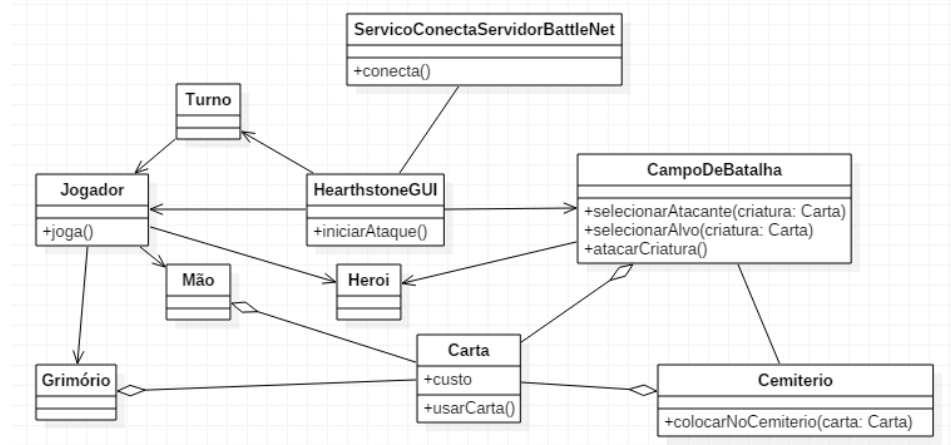 ServicoConectaServidorBattleNet
+conecta()
Turno
Jogador
+joga()
HearthstoneGUI
+iniciarAtaque()
CampoDeBatalha
+selecionarAtacante(criatura: Carta)
+selecionarAlvo(criatura: Carta)
+atacarCriatura()
Mão
Heroi
Grimório
Carta
+custo
+usarCarta()
Cemiterio
+colocarNoCemiterio(carta: Carta)